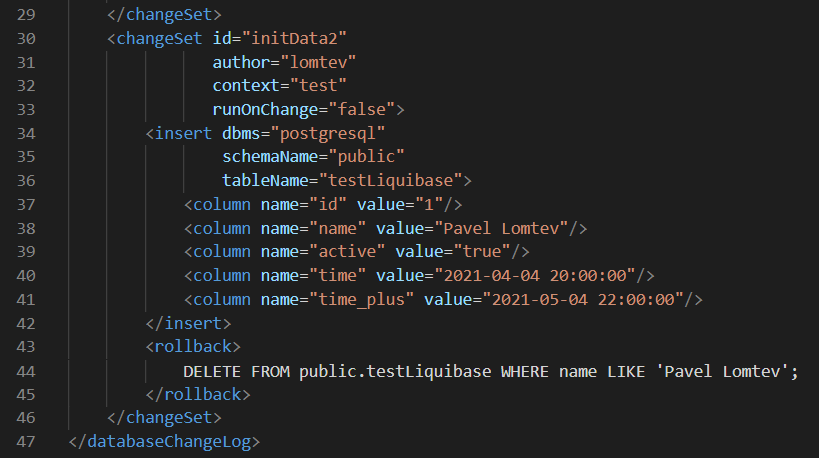 29 </changeSet>
30 <changeSet id="initData2"
31 author="lomtev"
32 context="test"
33 runOnChange="false">
34 <insert dbms="postgresql"
35 schemaName="public"
36 tableName="testLiquibase">
37 <column name="id" value="1"/>
38 <column name="name" value="Pavel Lomtev"/>
39 <column name="active" value="true"/>
40 <column name="time" value="2021-04-04 20:00:00"/>
41 <column name="time_plus" value="2021-05-04 22:00:00"/>
42 </insert>
43 <rollback>
44 DELETE FROM public.testLiquibase WHERE name LIKE 'Pavel Lomtev';
45 </rollback>
46 </changeSet>
47 </databaseChangeLog>